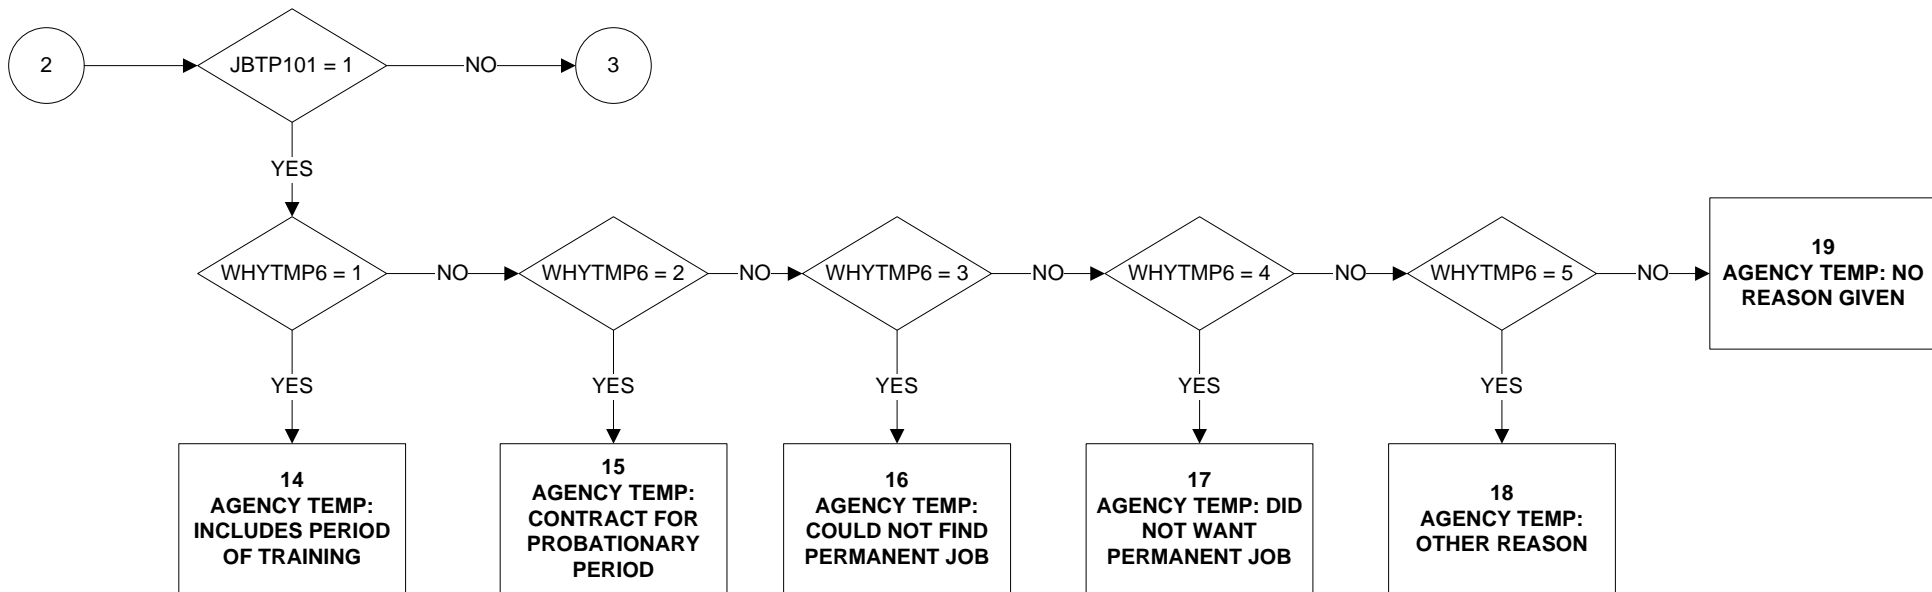 2
JBTP101 = 1
NO
3
YES
WHYTMP6 = 1
NO
WHYTMP6 = 2
NO
WHYTMP6 = 3
NO
WHYTMP6 = 4
NO
WHYTMP6 = 5
NO
19
AGENCY TEMP: NO
REASON GIVEN
YES
YES
YES
YES
YES
14
AGENCY TEMP:
INCLUDES PERIOD
OF TRAINING
15
AGENCY TEMP:
CONTRACT FOR
PROBATIONARY
PERIOD
16
AGENCY TEMP:
COULD NOT FIND
PERMANENT JOB
17
AGENCY TEMP: DID
NOT WANT
PERMANENT JOB
18
AGENCY TEMP:
OTHER REASON